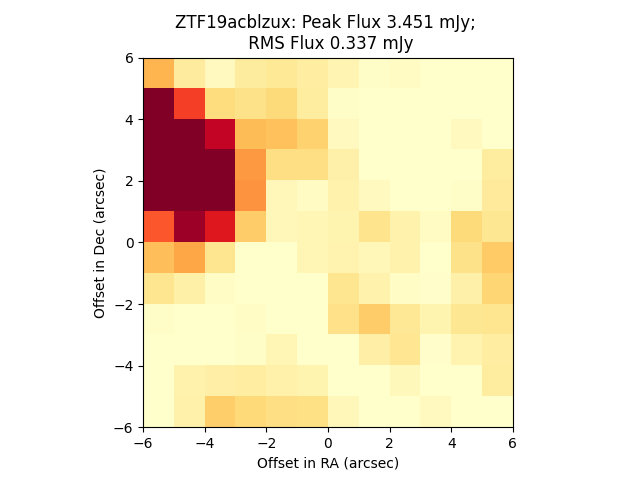 ZTF19acblzux: Peak Flux 3.451 mJy;
RMS Flux 0.337 mJy
6
4
2
0
−2
−4
−6
Offset in Dec (arcsec)
−6 −4 −2 0 2 4 6
Offset in RA (arcsec)